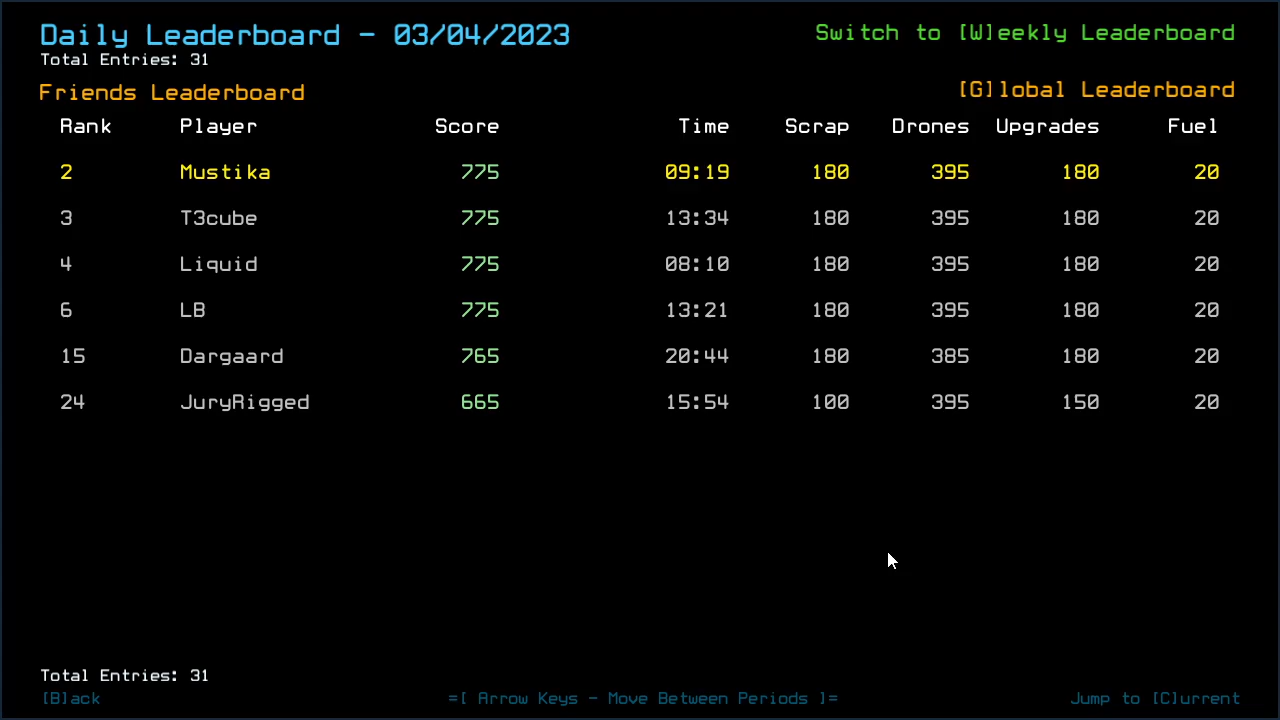 Daily Leaderboard - 03/04/2023
Switch to [W]eekly Leaderboard
Total Entries: 31
Friends Leaderboard
[G]lobal Leaderboard
Rank Player Score Time Scrap Drones Upgrades Fuel
2 Mustika 775 09:19 180 395 180 20
3 T3cube 775 13:34 180 395 180 20
4 Liquid 775 08:10 180 395 180 20
6 LB 775 13:21 180 395 180 20
15 Dargaard 765 20:44 180 385 180 20
24 JuryRigged 665 15:54 100 395 150 20
Total Entries: 31
[B]ack
=[ Arrow Keys - Move Between Periods ]=
Jump to [C]urrent